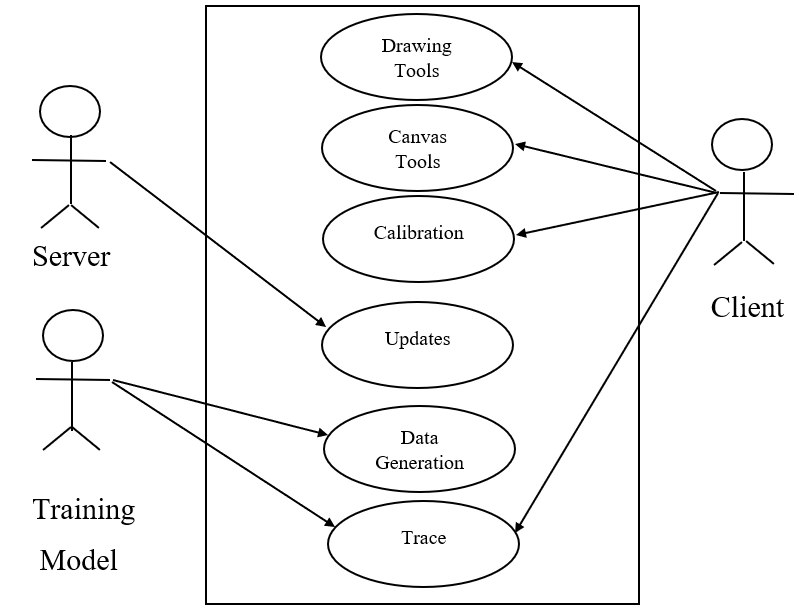 Drawing
Tools
Canvas
Tools
Calibration
Server
Client
Updates
Data
Generation
Training
Model
Trace